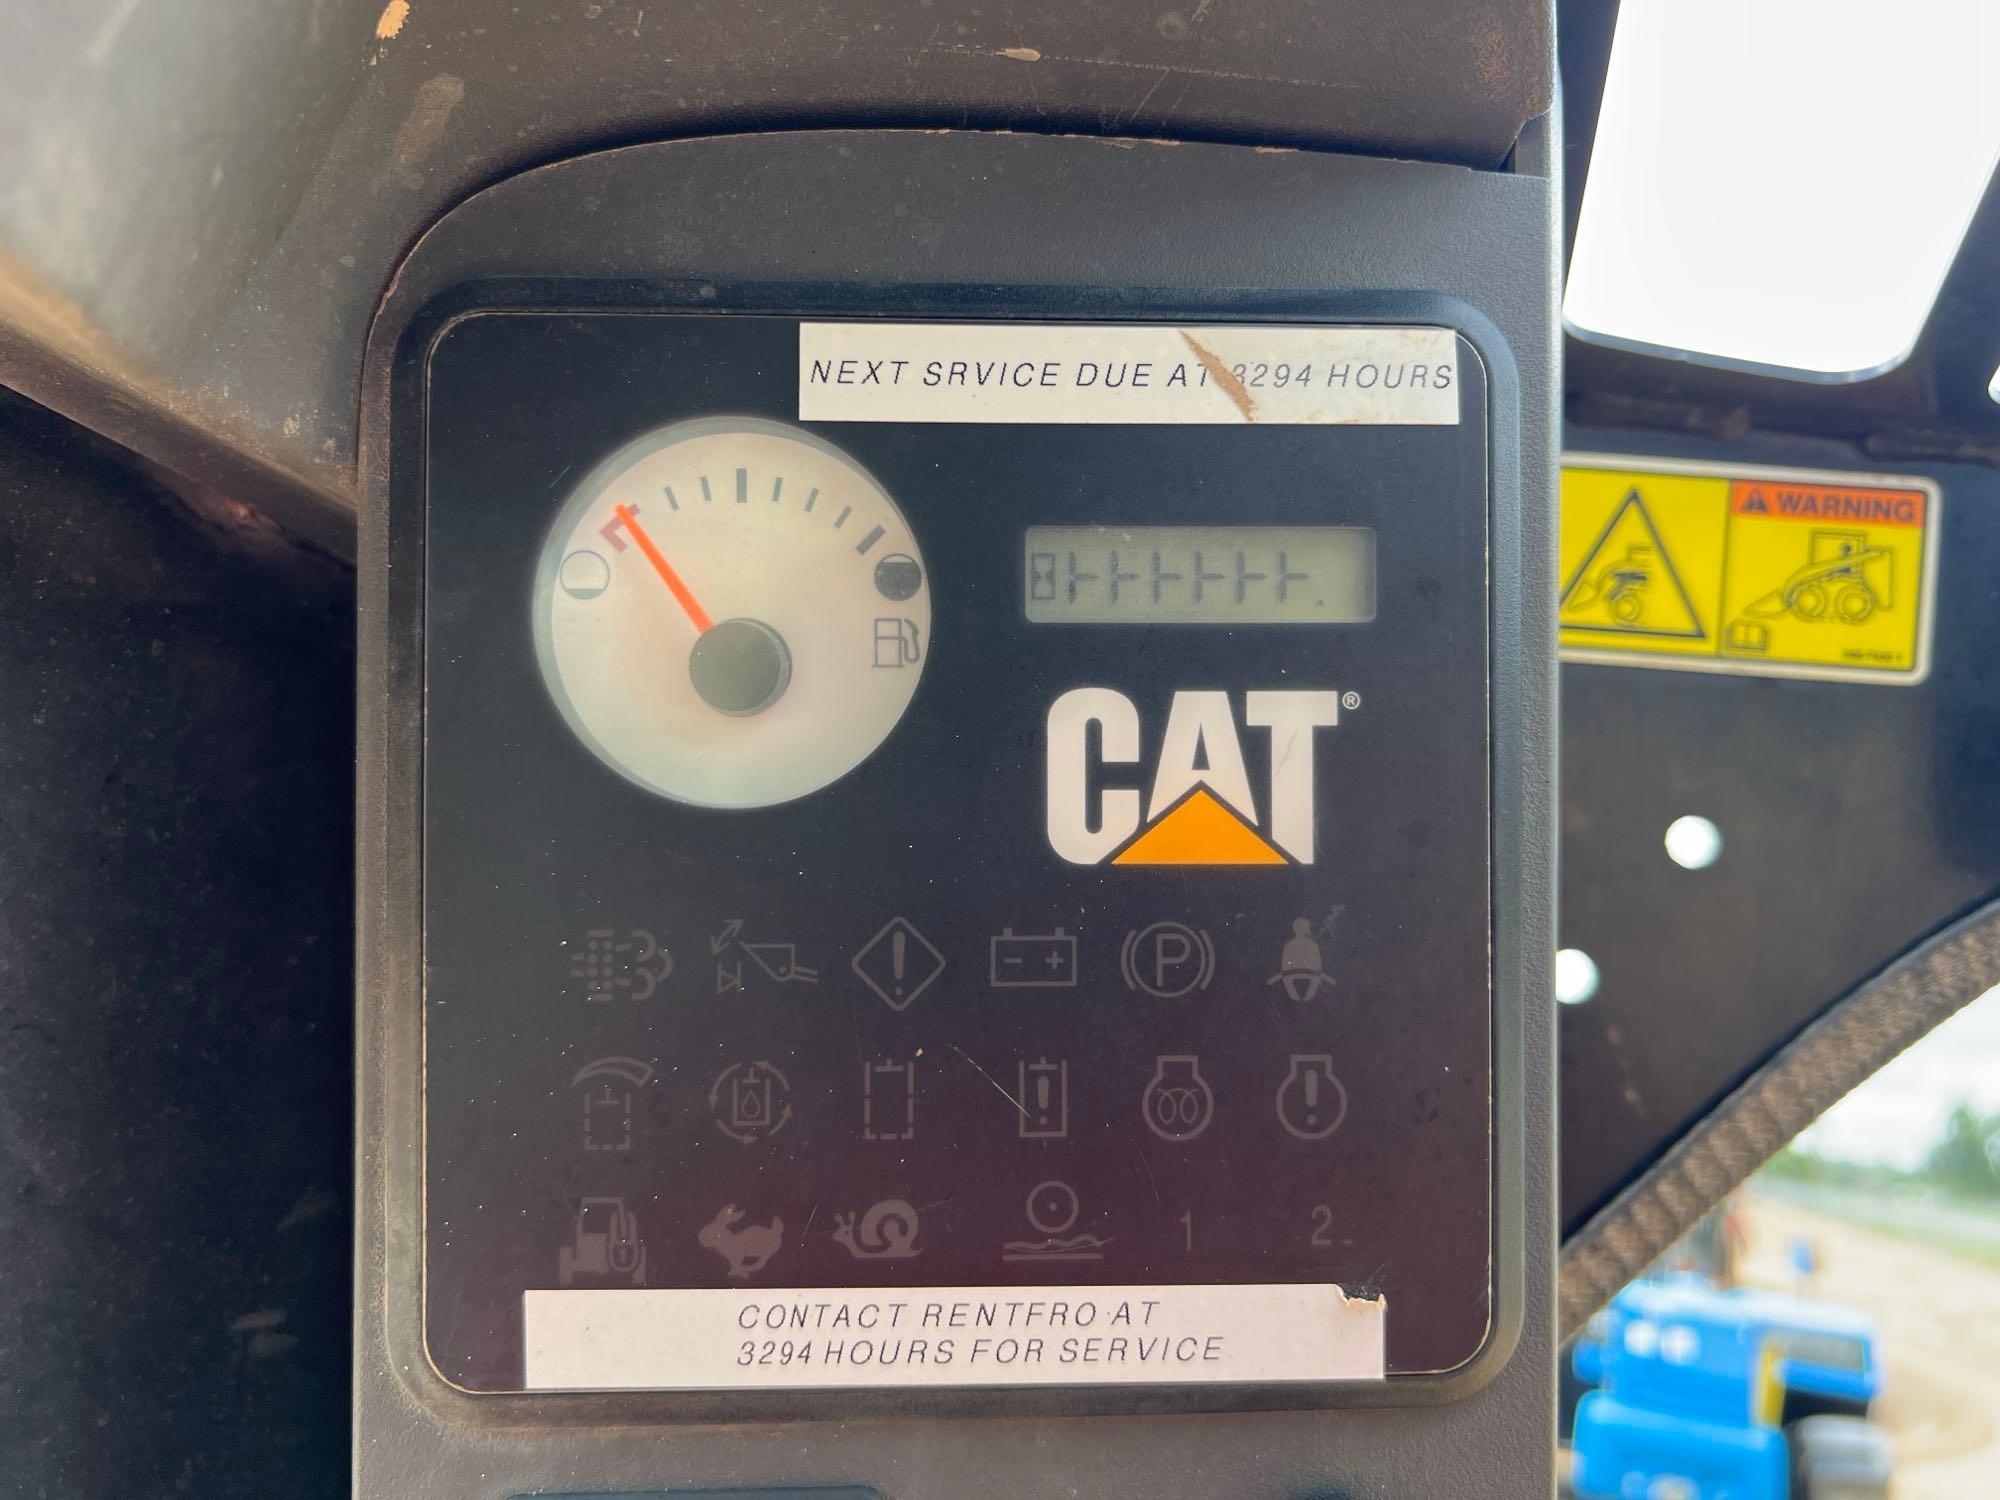 NEXT SRVICE DUE AT 3294 HOURS
WARNING
CAT®
P
1
2
CONTACT RENTFRO AT
3294 HOURS FOR SERVICE